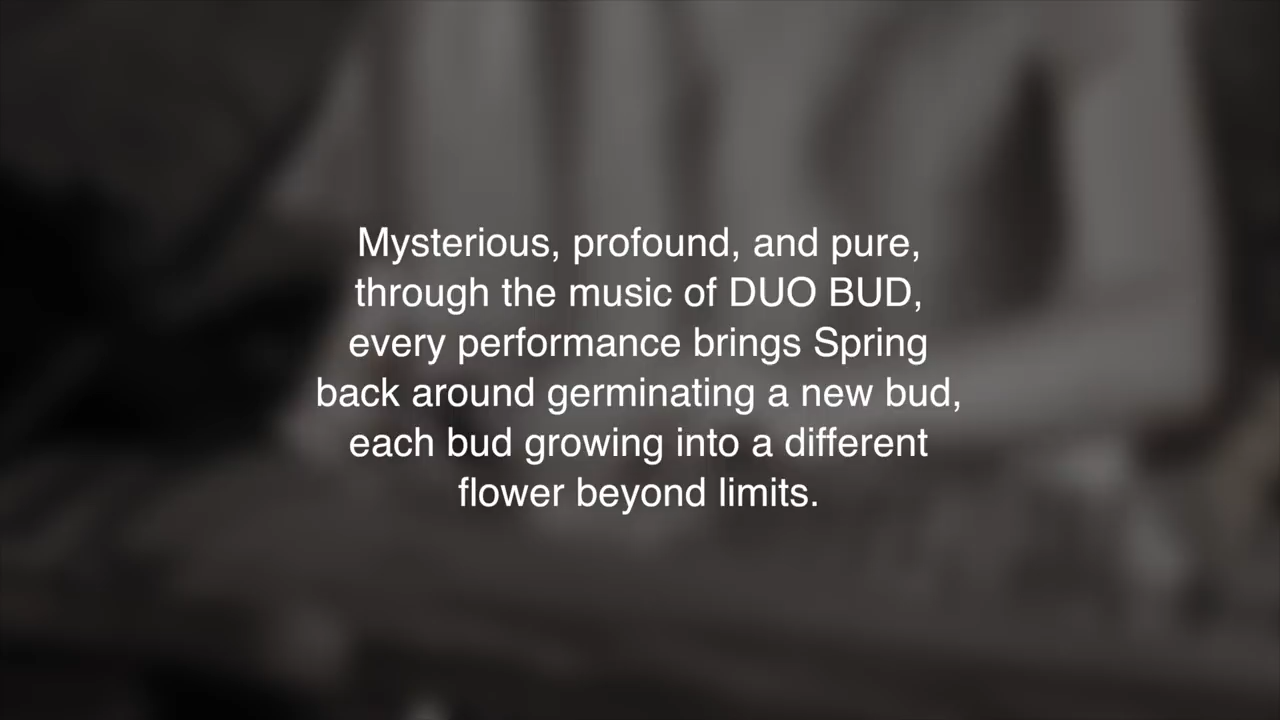 Mysterious, profound, and pure,
through the music of DUO BUD,
every performance brings Spring
back around germinating a new bud,
each bud growing into a different
flower beyond limits.